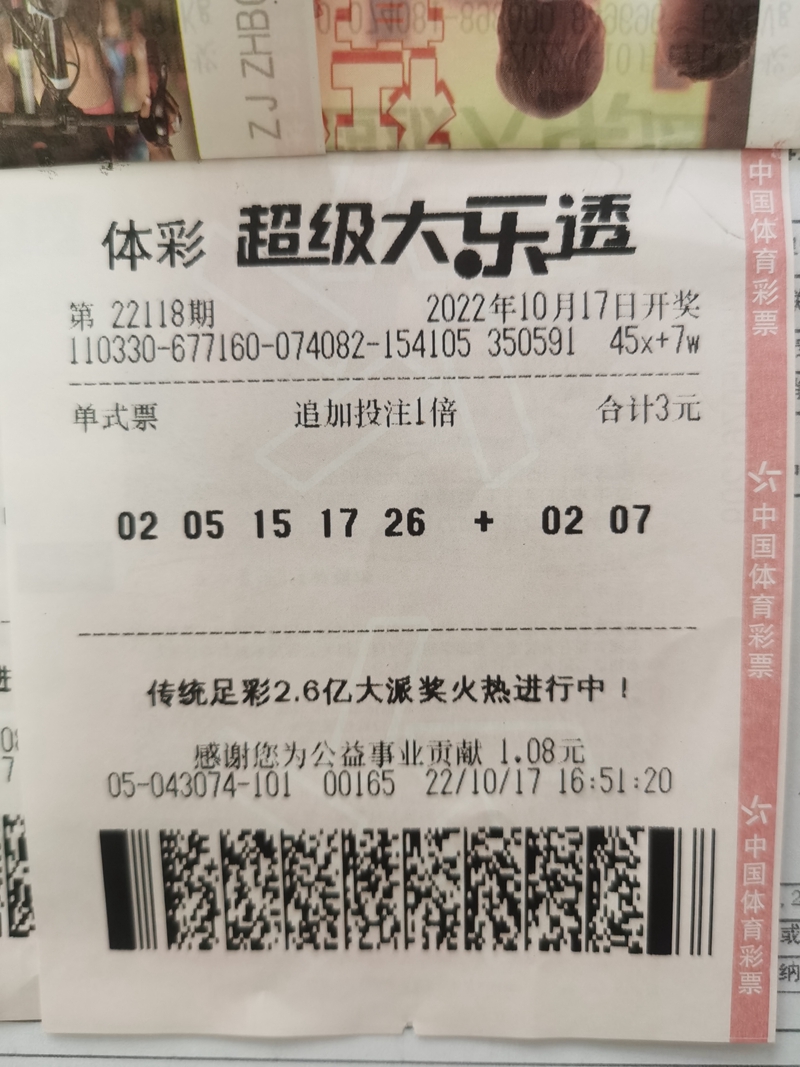 ZJ ZHB
体彩 超级大乐透
第 22118期 2022年10月17日开奖
110330-677160-074082-154105 350591 45x+7w
单式票 追加投注1倍 合计3元
02 05 15 17 26 + 02 07
传统足彩2.6亿大派奖火热进行中！
感谢您为公益事业贡献 1.08元
05-043074-101 00165 22/10/17 16:51:20
中国体育彩票
中国体育彩票
中国体育彩票
进
7
或
纳